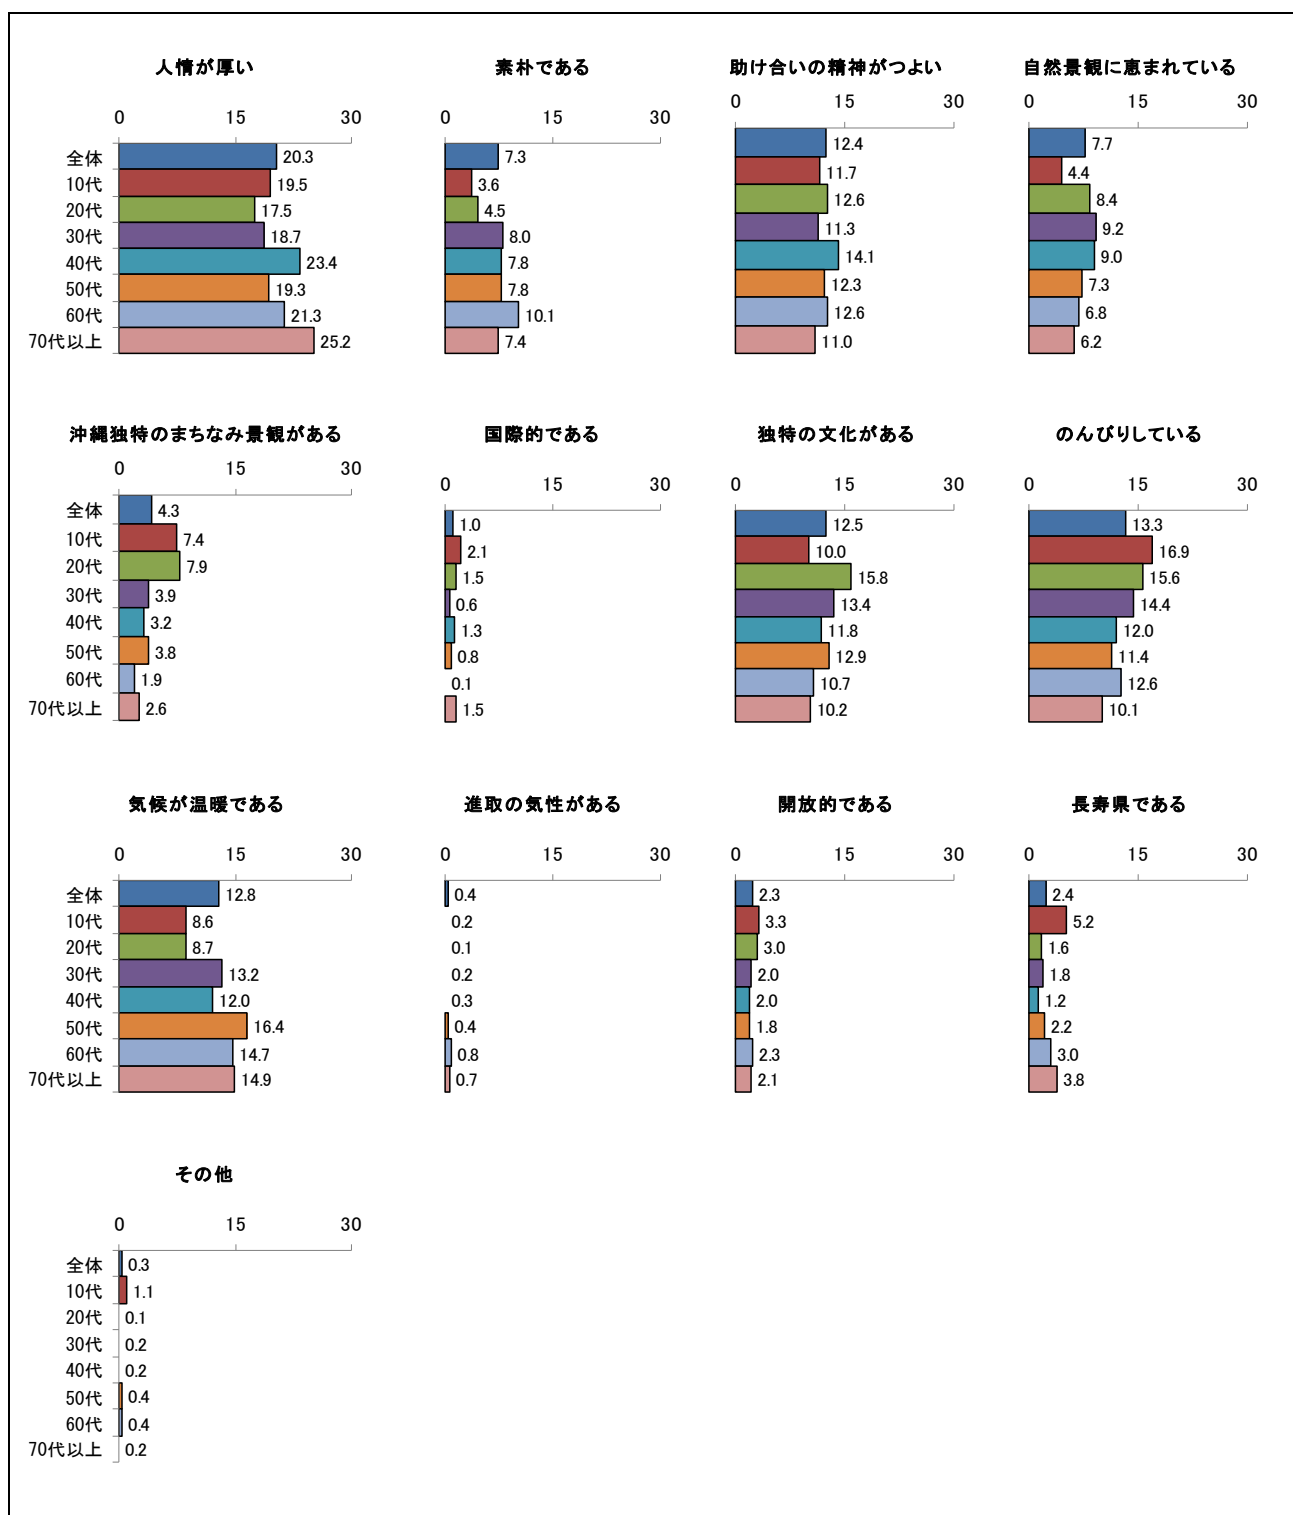 人情が厚い 素朴である 助け合いの精神がつよい 自然景観に恵まれている
0 15 30 0 15 30 0 15 30 0 15 30
全体 20.3 7.3 12.4 7.7
10代 19.5 3.6 11.7 4.4
20代 17.5 4.5 12.6 8.4
30代 18.7 8.0 11.3 9.2
40代 23.4 7.8 14.1 9.0
50代 19.3 7.8 12.3 7.3
60代 21.3 10.1 12.6 6.8
70代以上 25.2 7.4 11.0 6.2
沖縄独特のまちなみ景観がある 国際的である 独特の文化がある のんびりしている
0 15 30 0 15 30 0 15 30 0 15 30
全体 4.3 1.0 12.5 13.3
10代 7.4 2.1 10.0 16.9
20代 7.9 1.5 15.8 15.6
30代 3.9 0.6 13.4 14.4
40代 3.2 1.3 11.8 12.0
50代 3.8 0.8 12.9 11.4
60代 1.9 0.1 10.7 12.6
70代以上 2.6 1.5 10.2 10.1
気候が温暖である 進取の気性がある 開放的である 長寿県である
0 15 30 0 15 30 0 15 30 0 15 30
全体 12.8 0.4 2.3 2.4
10代 8.6 0.2 3.3 5.2
20代 8.7 0.1 3.0 1.6
30代 13.2 0.2 2.0 1.8
40代 12.0 0.3 2.0 1.2
50代 16.4 0.4 1.8 2.2
60代 14.7 0.8 2.3 3.0
70代以上 14.9 0.7 2.1 3.8
その他
0 15 30
全体 0.3
10代 1.1
20代 0.1
30代 0.2
40代 0.2
50代 0.4
60代 0.4
70代以上 0.2